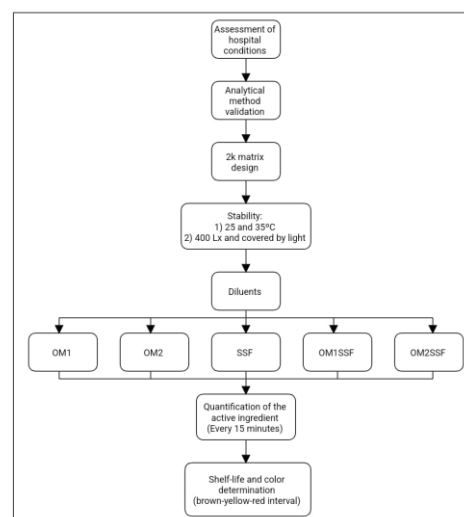 Assessment of
hospital
conditions
Analytical
method
validation
2k matrix
design
Stability:
1) 25 and 35ºC
2) 400 Lx and covered by light
Diluents
OM1
OM2
SSF
OM1SSF
OM2SSF
Quantification of the
active ingredient
(Every 15 minutes)
Shelf-life and color
determination
(brown-yellow-red interval)